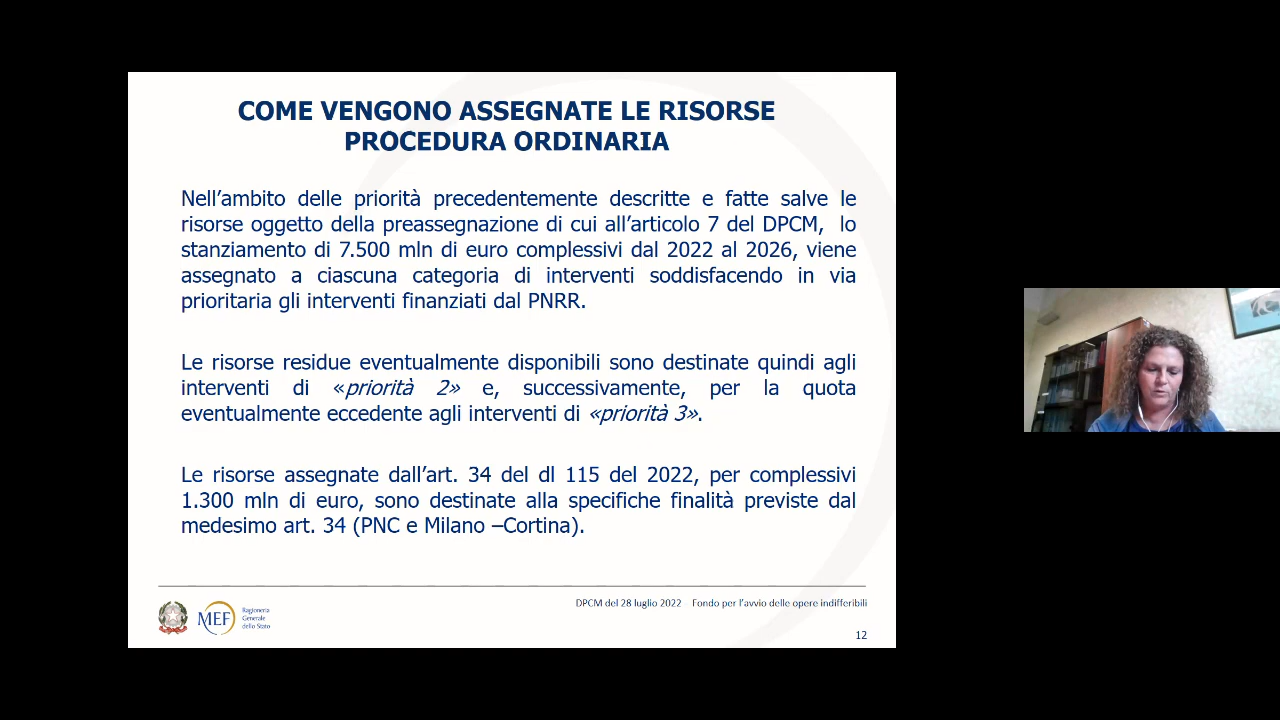 COME VENGONO ASSEGNATE LE RISORSE
PROCEDURA ORDINARIA
Nell’ambito delle priorità precedentemente descritte e fatte salve le
risorse oggetto della preassegnazione di cui all’articolo 7 del DPCM, lo
stanziamento di 7.500 mln di euro complessivi dal 2022 al 2026, viene
assegnato a ciascuna categoria di interventi soddisfacendo in via
prioritaria gli interventi finanziati dal PNRR.
Le risorse residue eventualmente disponibili sono destinate quindi agli
interventi di «priorità 2» e, successivamente, per la quota
eventualmente eccedente agli interventi di «priorità 3».
Le risorse assegnate dall’art. 34 del dl 115 del 2022, per complessivi
1.300 mln di euro, sono destinate alla specifiche finalità previste dal
medesimo art. 34 (PNC e Milano –Cortina).
DPCM del 28 luglio 2022 Fondo per l’avvio delle opere indifferibili
MEF
Ragioneria
Generale
dello Stato
12